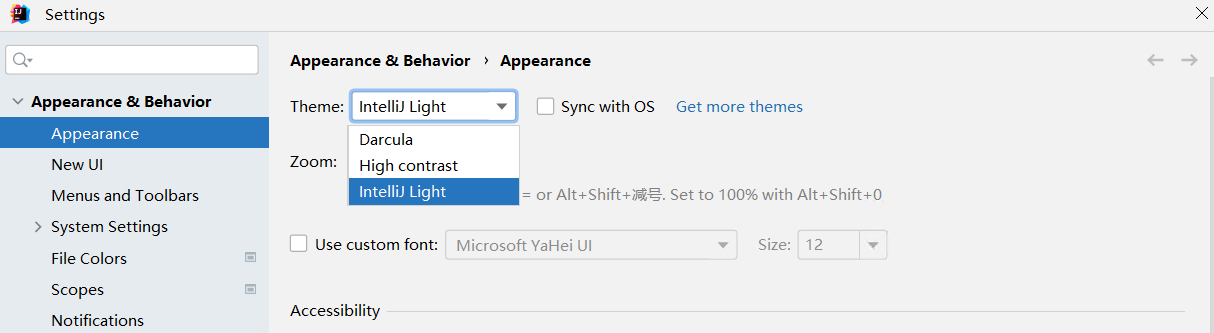 Settings
Appearance & Behavior › Appearance
Appearance & Behavior
Theme: IntelliJ Light Sync with OS Get more themes
Appearance
Darcula
New UI
Zoom:
High contrast
Menus and Toolbars
IntelliJ Light
= or Alt+Shift+减号. Set to 100% with Alt+Shift+0
System Settings
Use custom font: Microsoft YaHei UI Size: 12
File Colors
Scopes
Accessibility
Notifications